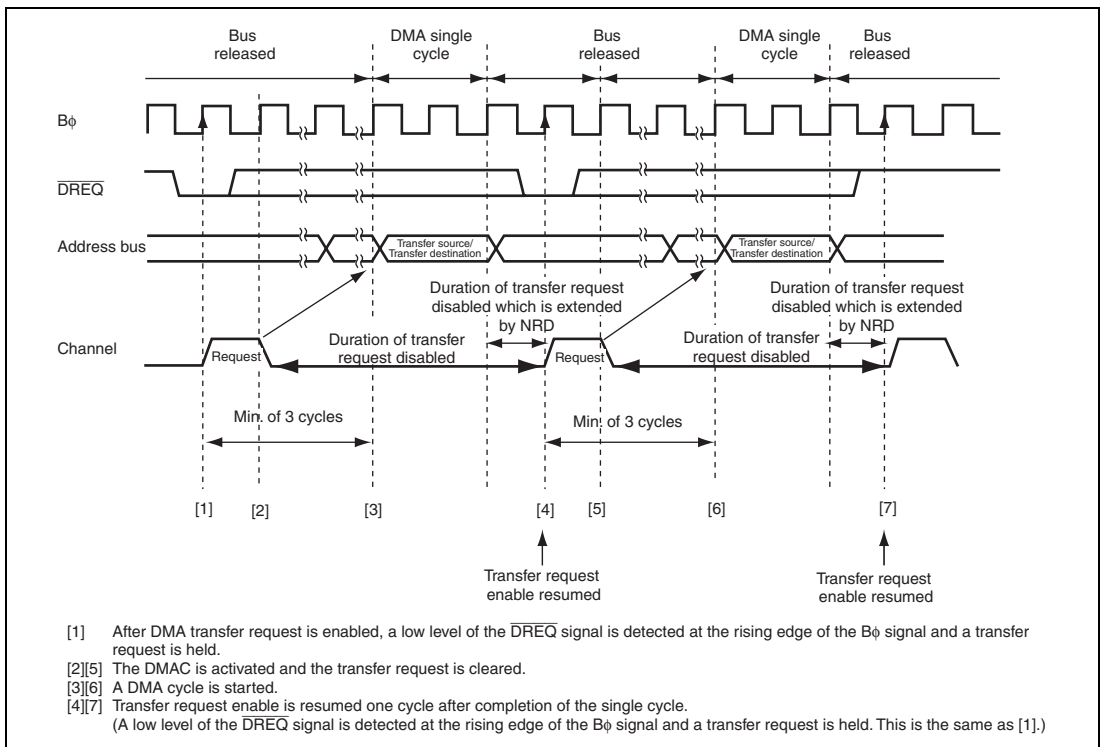 Bus released
DMA single cycle
Bus released
DMA single cycle
Bus released
Bφ
DREQ
Address bus
Transfer source/
Transfer destination
Transfer source/
Transfer destination
Duration of transfer request
disabled which is extended
by NRD
Duration of transfer request
disabled which is extended
by NRD
Channel
Request
Duration of transfer
request disabled
Request
Duration of transfer
request disabled
Min. of 3 cycles
Min. of 3 cycles
[1] [2] [3] [4] [5] [6] [7]
Transfer request
enable resumed
Transfer request
enable resumed
[1] After DMA transfer request is enabled, a low level of the DREQ signal is detected at the rising edge of the Bφ signal and a transfer
request is held.
[2][5] The DMAC is activated and the transfer request is cleared.
[3][6] A DMA cycle is started.
[4][7] Transfer request enable is resumed one cycle after completion of the single cycle.
(A low level of the DREQ signal is detected at the rising edge of the Bφ signal and a transfer request is held. This is the same as [1].)